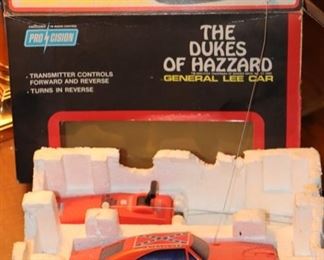 PRO CISION
THE
DUKES
OF HAZZARD
GENERAL LEE CAR
· TRANSMITTER CONTROLS
FORWARD AND REVERSE
· TURNS IN REVERSE